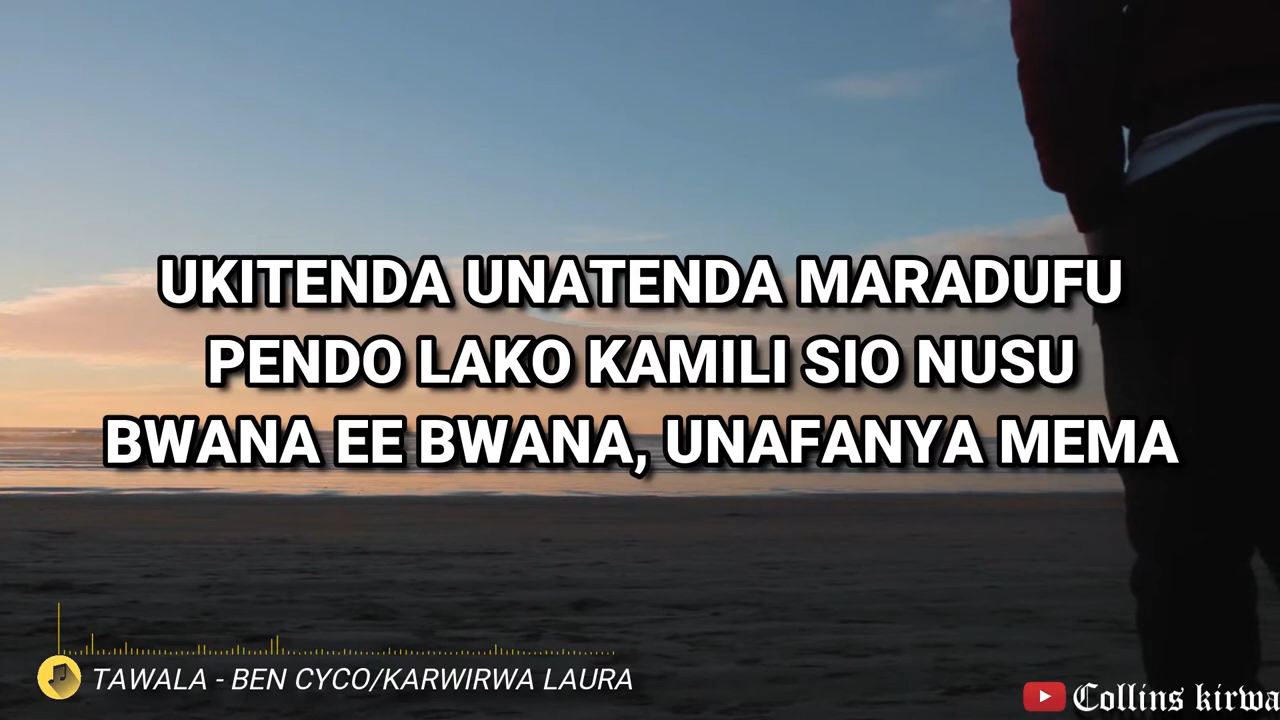 UKITENDA UNATENDA MARADUFU
PENDO LAKO KAMILI SIO NUSU
BWANA EE BWANA, UNAFANYA MEMA
TAWALA - BEN CYCO/KARWIRWA LAURA
Collins kirwa